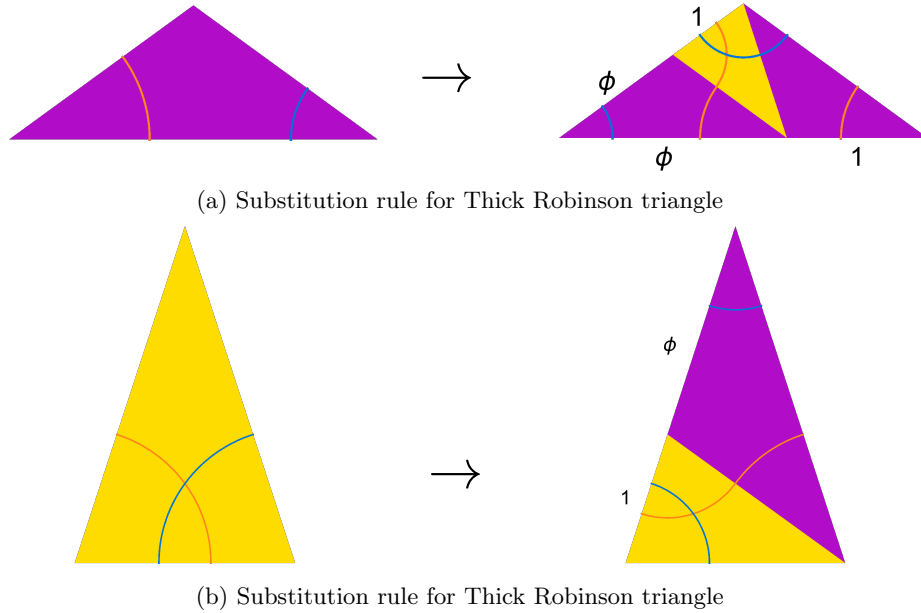 1
→
ϕ
ϕ
1
(a) Substitution rule for Thick Robinson triangle
ϕ
→
1
(b) Substitution rule for Thick Robinson triangle